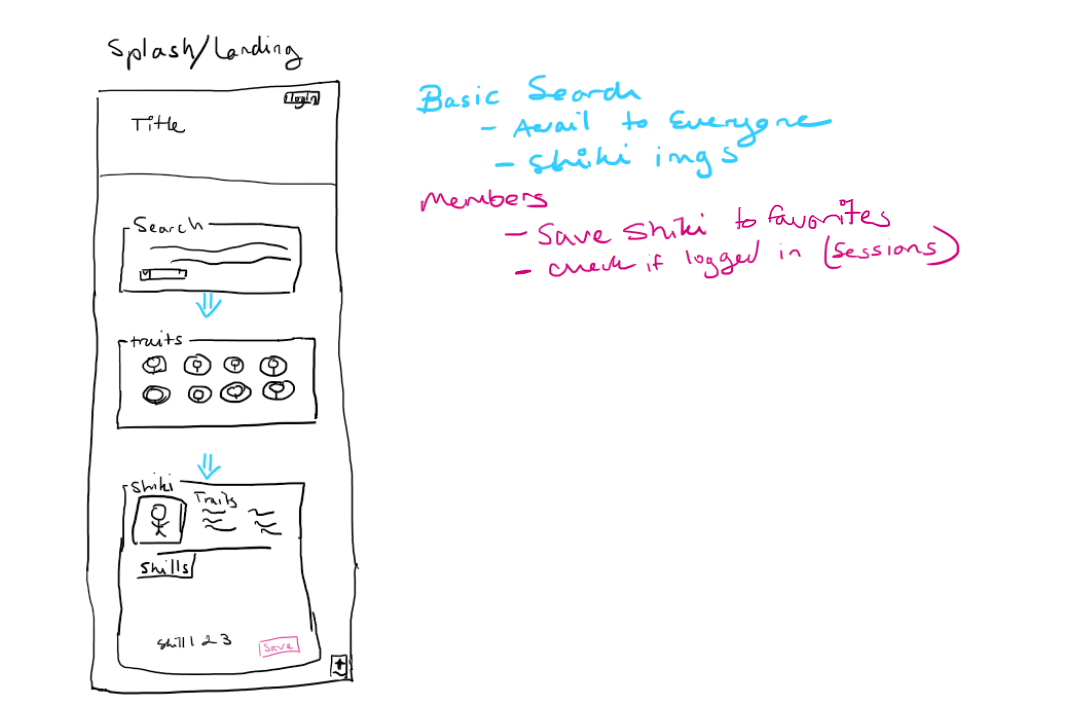 Splash/Landing
login
Title
Search
traits
Shiki
Traits
Skills
Skill 1 2 3
Save
Basic Search
- Avail to Everyone
- Shiki imgs
Members
- Save Shiki to favorites
- check if logged in (sessions)